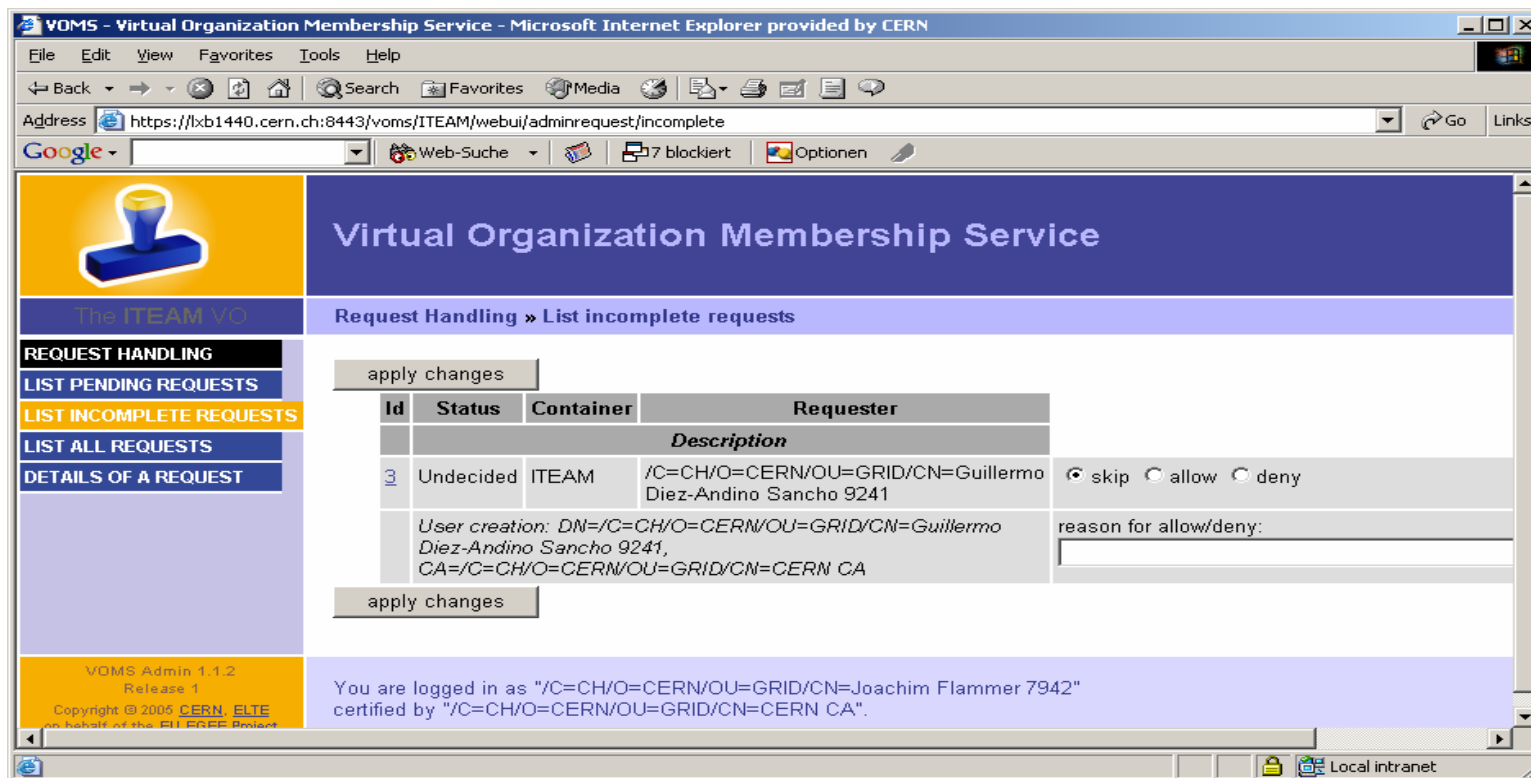 VOMS - Virtual Organization Membership Service - Microsoft Internet Explorer provided by CERN
File Edit View Favorites Tools Help
Back Search Favorites Media
Address https://lxb1440.cern.ch:8443/voms/ITEAM/webui/adminrequest/incomplete Go Links
Google Web-Suche 7 blockiert Optionen
Virtual Organization Membership Service
The ITEAM VO
Request Handling » List incomplete requests
REQUEST HANDLING
LIST PENDING REQUESTS
LIST INCOMPLETE REQUESTS
LIST ALL REQUESTS
DETAILS OF A REQUEST
apply changes
Id Status Container Requester
Description
3 Undecided ITEAM /C=CH/O=CERN/OU=GRID/CN=Guillermo
Diez-Andino Sancho 9241
skip allow deny
User creation: DN=/C=CH/O=CERN/OU=GRID/CN=Guillermo
Diez-Andino Sancho 9241,
CA=/C=CH/O=CERN/OU=GRID/CN=CERN CA
reason for allow/deny:
apply changes
VOMS Admin 1.1.2
Release 1
Copyright © 2005 CERN, ELTE
on behalf of the EU EGEE Project
You are logged in as "/C=CH/O=CERN/OU=GRID/CN=Joachim Flammer 7942"
certified by "/C=CH/O=CERN/OU=GRID/CN=CERN CA".
Local intranet